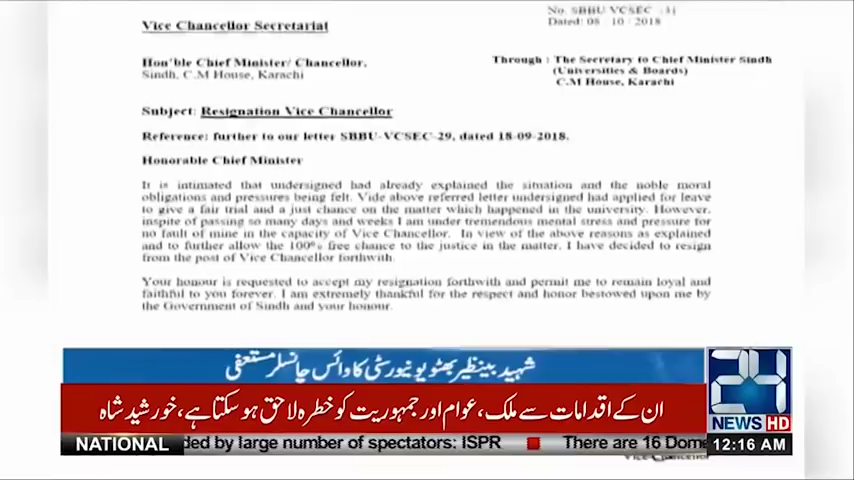 Vice Chancellor Secretariat
No. SBBU VCSEC
Dated: 08 - 10 - 2018
Hon'ble Chief Minister/ Chancellor,
Sindh, C.M House, Karachi
Through : The Secretary to Chief Minister Sindh
(Universities & Boards)
C.M House, Karachi
Subject: Resignation Vice Chancellor
Reference: further to our letter SBBU-VCSEC-29, dated 18-09-2018.
Honorable Chief Minister
It is intimated that undersigned had already explained the situation and the noble moral
obligations and pressures being felt. Vide above referred letter undersigned had applied for leave
to give a fair trial and a just chance on the matter which happened in the university. However,
inspite of passing so many days and weeks I am under tremendous mental stress and pressure for
no fault of mine in the capacity of Vice Chancellor. In view of the above reasons as explained
and to further allow the 100% free chance to the justice in the matter, I have decided to resign
from the post of Vice Chancellor forthwith.
Your honour is requested to accept my resignation forthwith and permit me to remain loyal and
faithful to you forever. I am extremely thankful for the respect and honor bestowed upon me by
the Government of Sindh and your honour.
شہید بینظیر بھٹو یونیورسٹی کا وائس چانسلر مستعفی
ان کے اقدامات سے ملک، عوام اور جمہوریت کو خطرہ لاحق ہو سکتا ہے، خورشید شاہ
24
NEWS HD
NATIONAL
ded by large number of spectators: ISPR
There are 16 Dome
12:16 AM
Vice-Chancellor